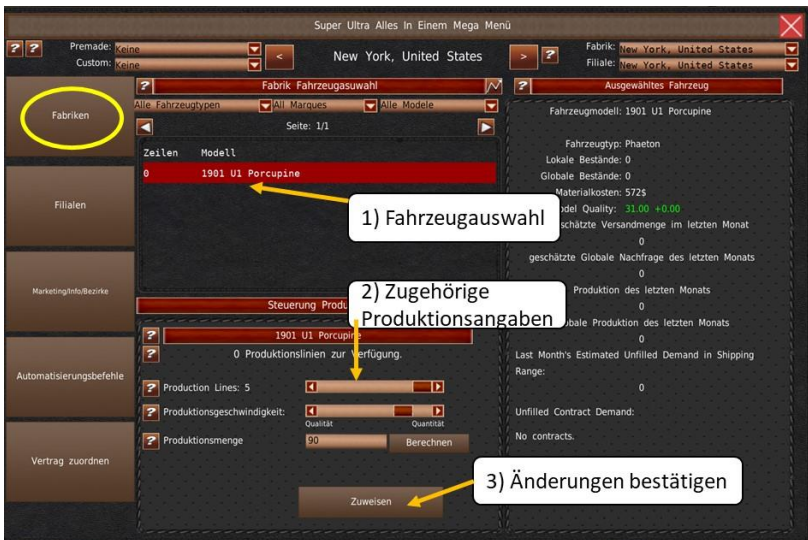 Super Ultra Alles In Einem Mega Menü
Premade: Keine
Custom: Keine
New York, United States
Fabrik: New York, United States
Filiale: New York, United States
Fabriken
Filialen
Marketing/Info/Bezirke
Automatisierungsbefehle
Vertrag zuordnen
Fabrik Fahrzeugasuwahl
Alle Fahrzeugtypen
All Marques
Alle Modele
Seite: 1/1
Zeilen Modell
0 1901 U1 Porcupine
1) Fahrzeugauswahl
Steuerung Produ
2) Zugehörige
Produktionsangaben
1901 U1 Porcupine
0 Produktionslinien zur Verfügung.
Production Lines: 5
Produktionsgeschwindigkeit:
Qualität Quantität
Produktionsmenge 90 Berechnen
Zuweisen
3) Änderungen bestätigen
Ausgewähltes Fahrzeug
Fahrzeugmodell: 1901 U1 Porcupine
Fahrzeugtyp: Phaeton
Lokale Bestände: 0
Globale Bestände: 0
Materialkosten: 572$
odel Quality: 31.00 +0.00
schätzte Versandmenge im letzten Monat
0
geschätzte Globale Nachfrage des letzten Monats
0
Produktion des letzten Monats
0
obale Produktion des letzten Monats
0
Last Month's Estimated Unfilled Demand in Shipping
Range:
0
Unfilled Contract Demand:
No contracts.